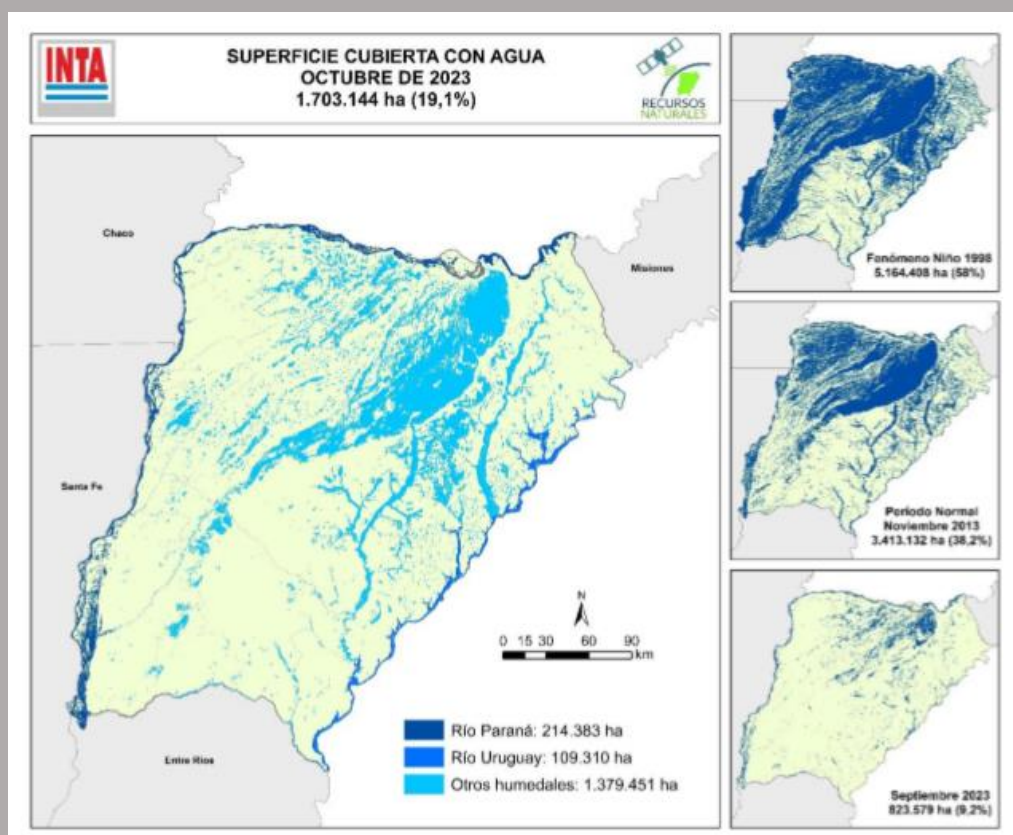 INTA
SUPERFICIE CUBIERTA CON AGUA
OCTUBRE DE 2023
1.703.144 ha (19,1%)
RECURSOS
NATURALES
Chaco
Misiones
Santa Fe
Entre Ríos
N
0 15 30 60 90
km
Río Paraná: 214.383 ha
Río Uruguay: 109.310 ha
Otros humedales: 1.379.451 ha
Fenómeno Niño 1998
5.164.408 ha (58%)
Período Normal
Noviembre 2013
3.413.132 ha (38,2%)
Septiembre 2023
823.579 ha (9,2%)